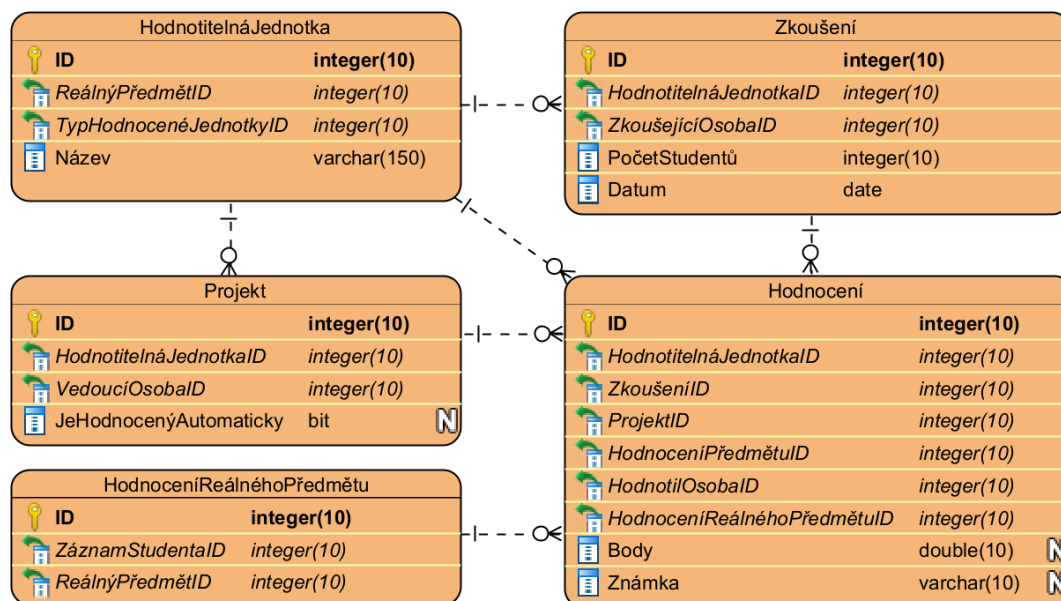 HodnotitelnáJednotka
ID integer(10)
ReálnýPředmětID integer(10)
TypHodnocenéJednotkyID integer(10)
Název varchar(150)
Zkoušení
ID integer(10)
HodnotitelnáJednotkaID integer(10)
ZkoušejícíOsobaID integer(10)
PočetStudentů integer(10)
Datum date
Projekt
ID integer(10)
HodnotitelnáJednotkaID integer(10)
VedoucíOsobaID integer(10)
JeHodnocenýAutomaticky bit N
Hodnocení
ID integer(10)
HodnotitelnáJednotkaID integer(10)
ZkoušeníID integer(10)
ProjektID integer(10)
HodnoceníPředmětuID integer(10)
HodnotilOsobaID integer(10)
HodnoceníReálnéhoPředmětuID integer(10)
Body double(10) N
Známka varchar(10) N
HodnoceníReálnéhoPředmětu
ID integer(10)
ZáznamStudentaID integer(10)
ReálnýPředmětID integer(10)